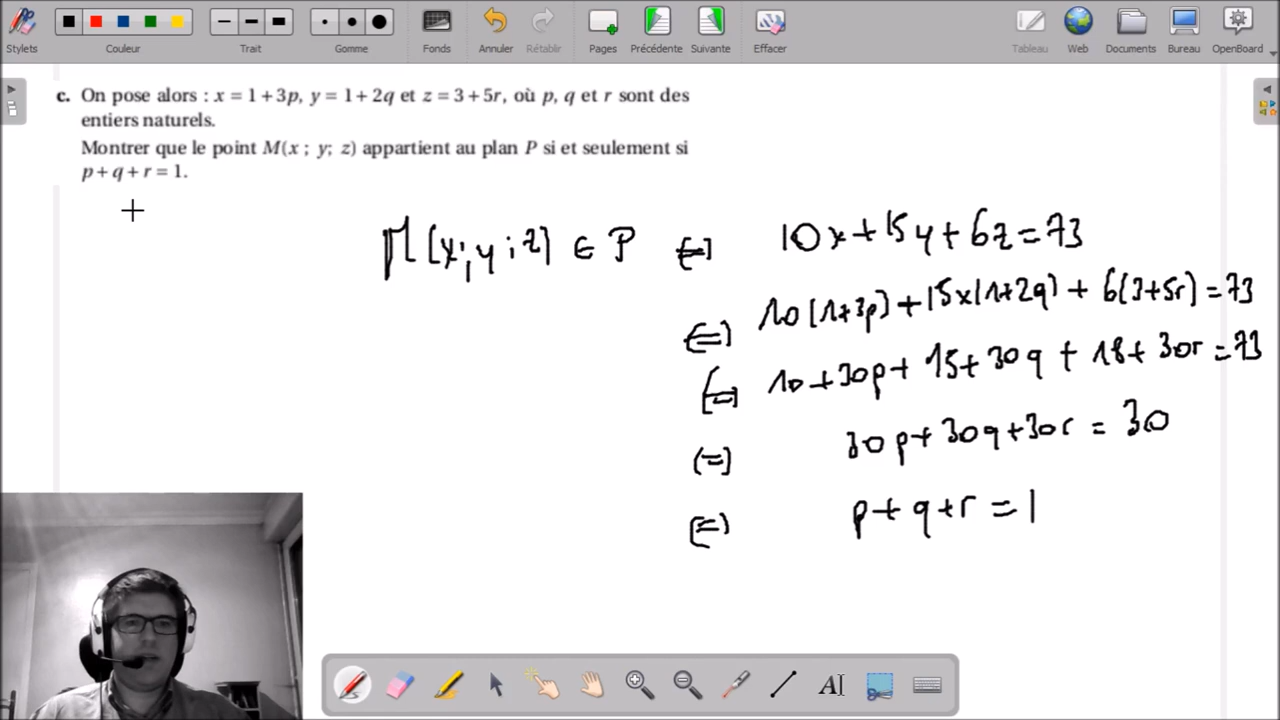 Stylets
Couleur
Trait
Gomme
Fonds
Annuler
Rétablir
Pages
Précédente
Suivante
Effacer
Tableau
Web
Documents
Bureau
OpenBoard
c. On pose alors : x = 1 + 3p, y = 1 + 2q et z = 3 + 5r, où p, q et r sont des
entiers naturels.
Montrer que le point M(x ; y; z) appartient au plan P si et seulement si
p + q + r = 1.
M(x;y;z) ∈ P (=) 10x+15y+6z=73
(=) 10(1+3p)+15x(1+2q)+6(3+5r)=73
(=) 10+30p+15+30q+18+30r=73
(=) 30p+30q+30r=30
(=) p+q+r=1
AI